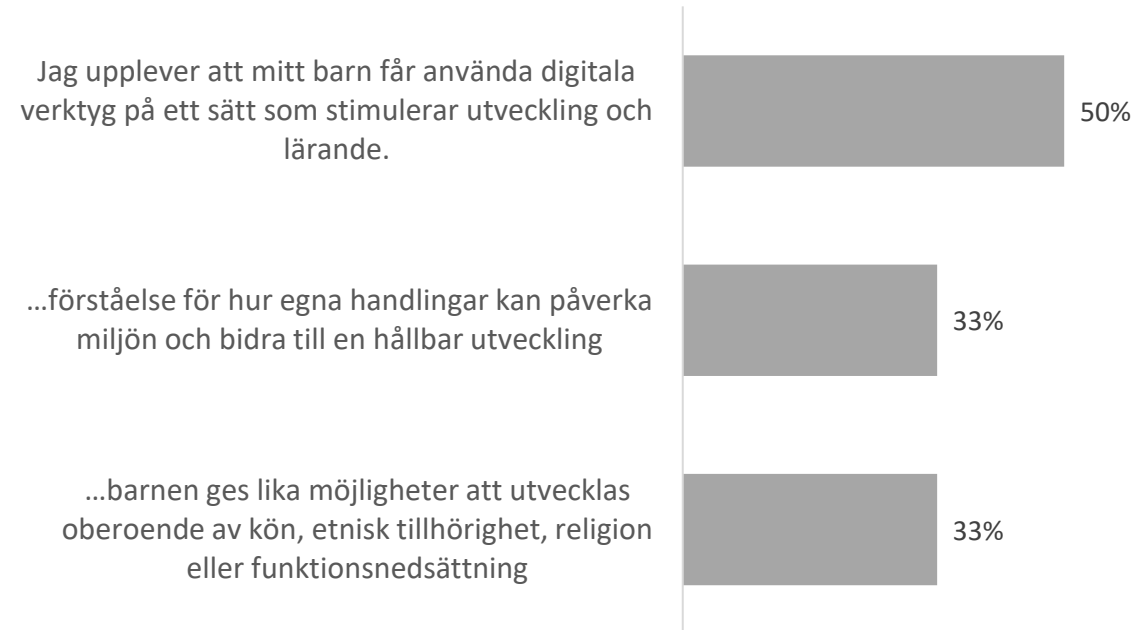 Jag upplever att mitt barn får använda digitala
verktyg på ett sätt som stimulerar utveckling och
lärande.
50%
…förståelse för hur egna handlingar kan påverka
miljön och bidra till en hållbar utveckling
33%
…barnen ges lika möjligheter att utvecklas
oberoende av kön, etnisk tillhörighet, religion
eller funktionsnedsättning
33%